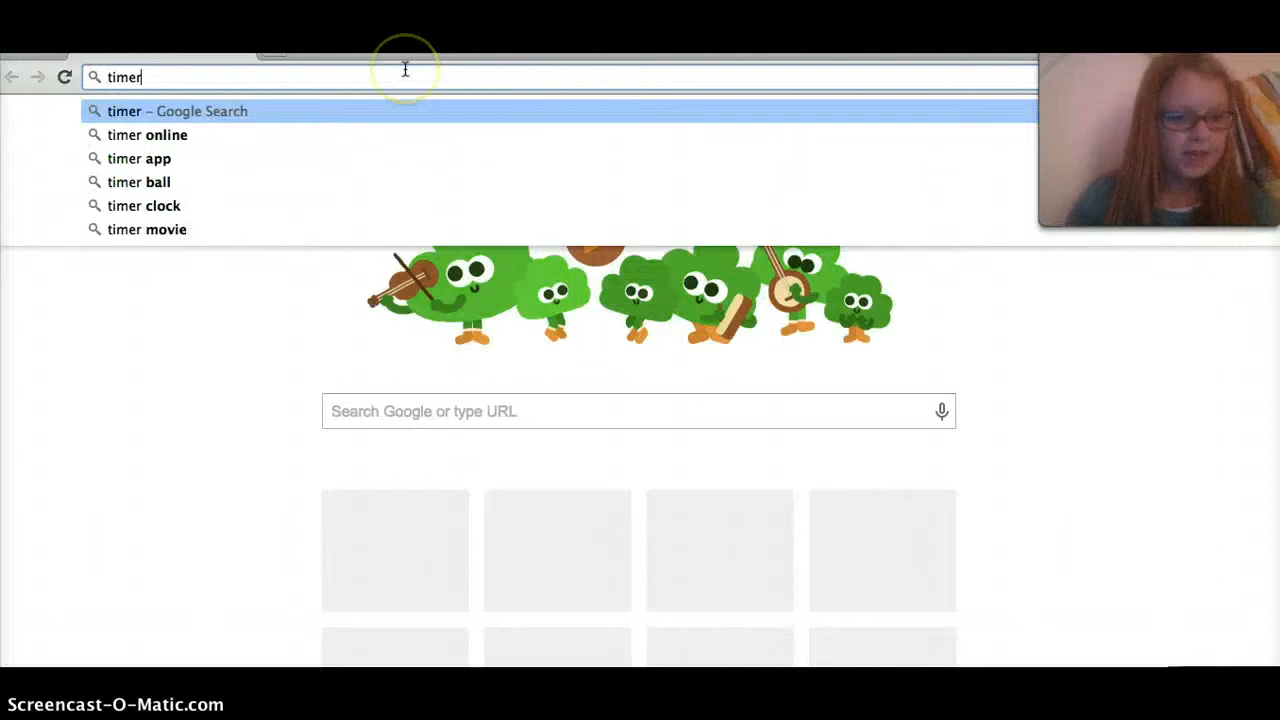 timer
timer – Google Search
timer online
timer app
timer ball
timer clock
timer movie
Search Google or type URL
Screencast-O-Matic.com